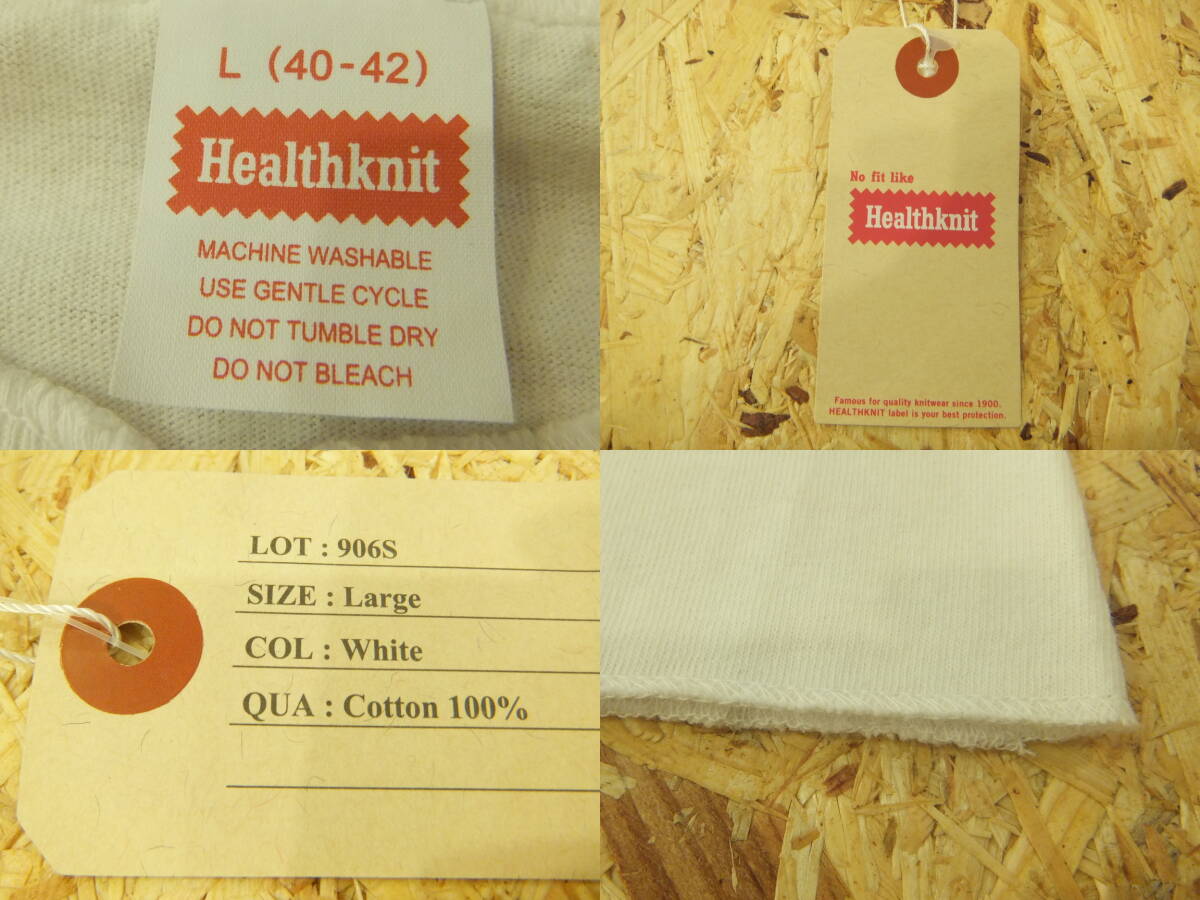 L (40-42)
Healthknit
MACHINE WASHABLE
USE GENTLE CYCLE
DO NOT TUMBLE DRY
DO NOT BLEACH
No fit like
Healthknit
Famous for quality knitwear since 1900.
HEALTHKNIT label is your best protection.
LOT : 906S
SIZE : Large
COL : White
QUA : Cotton 100%